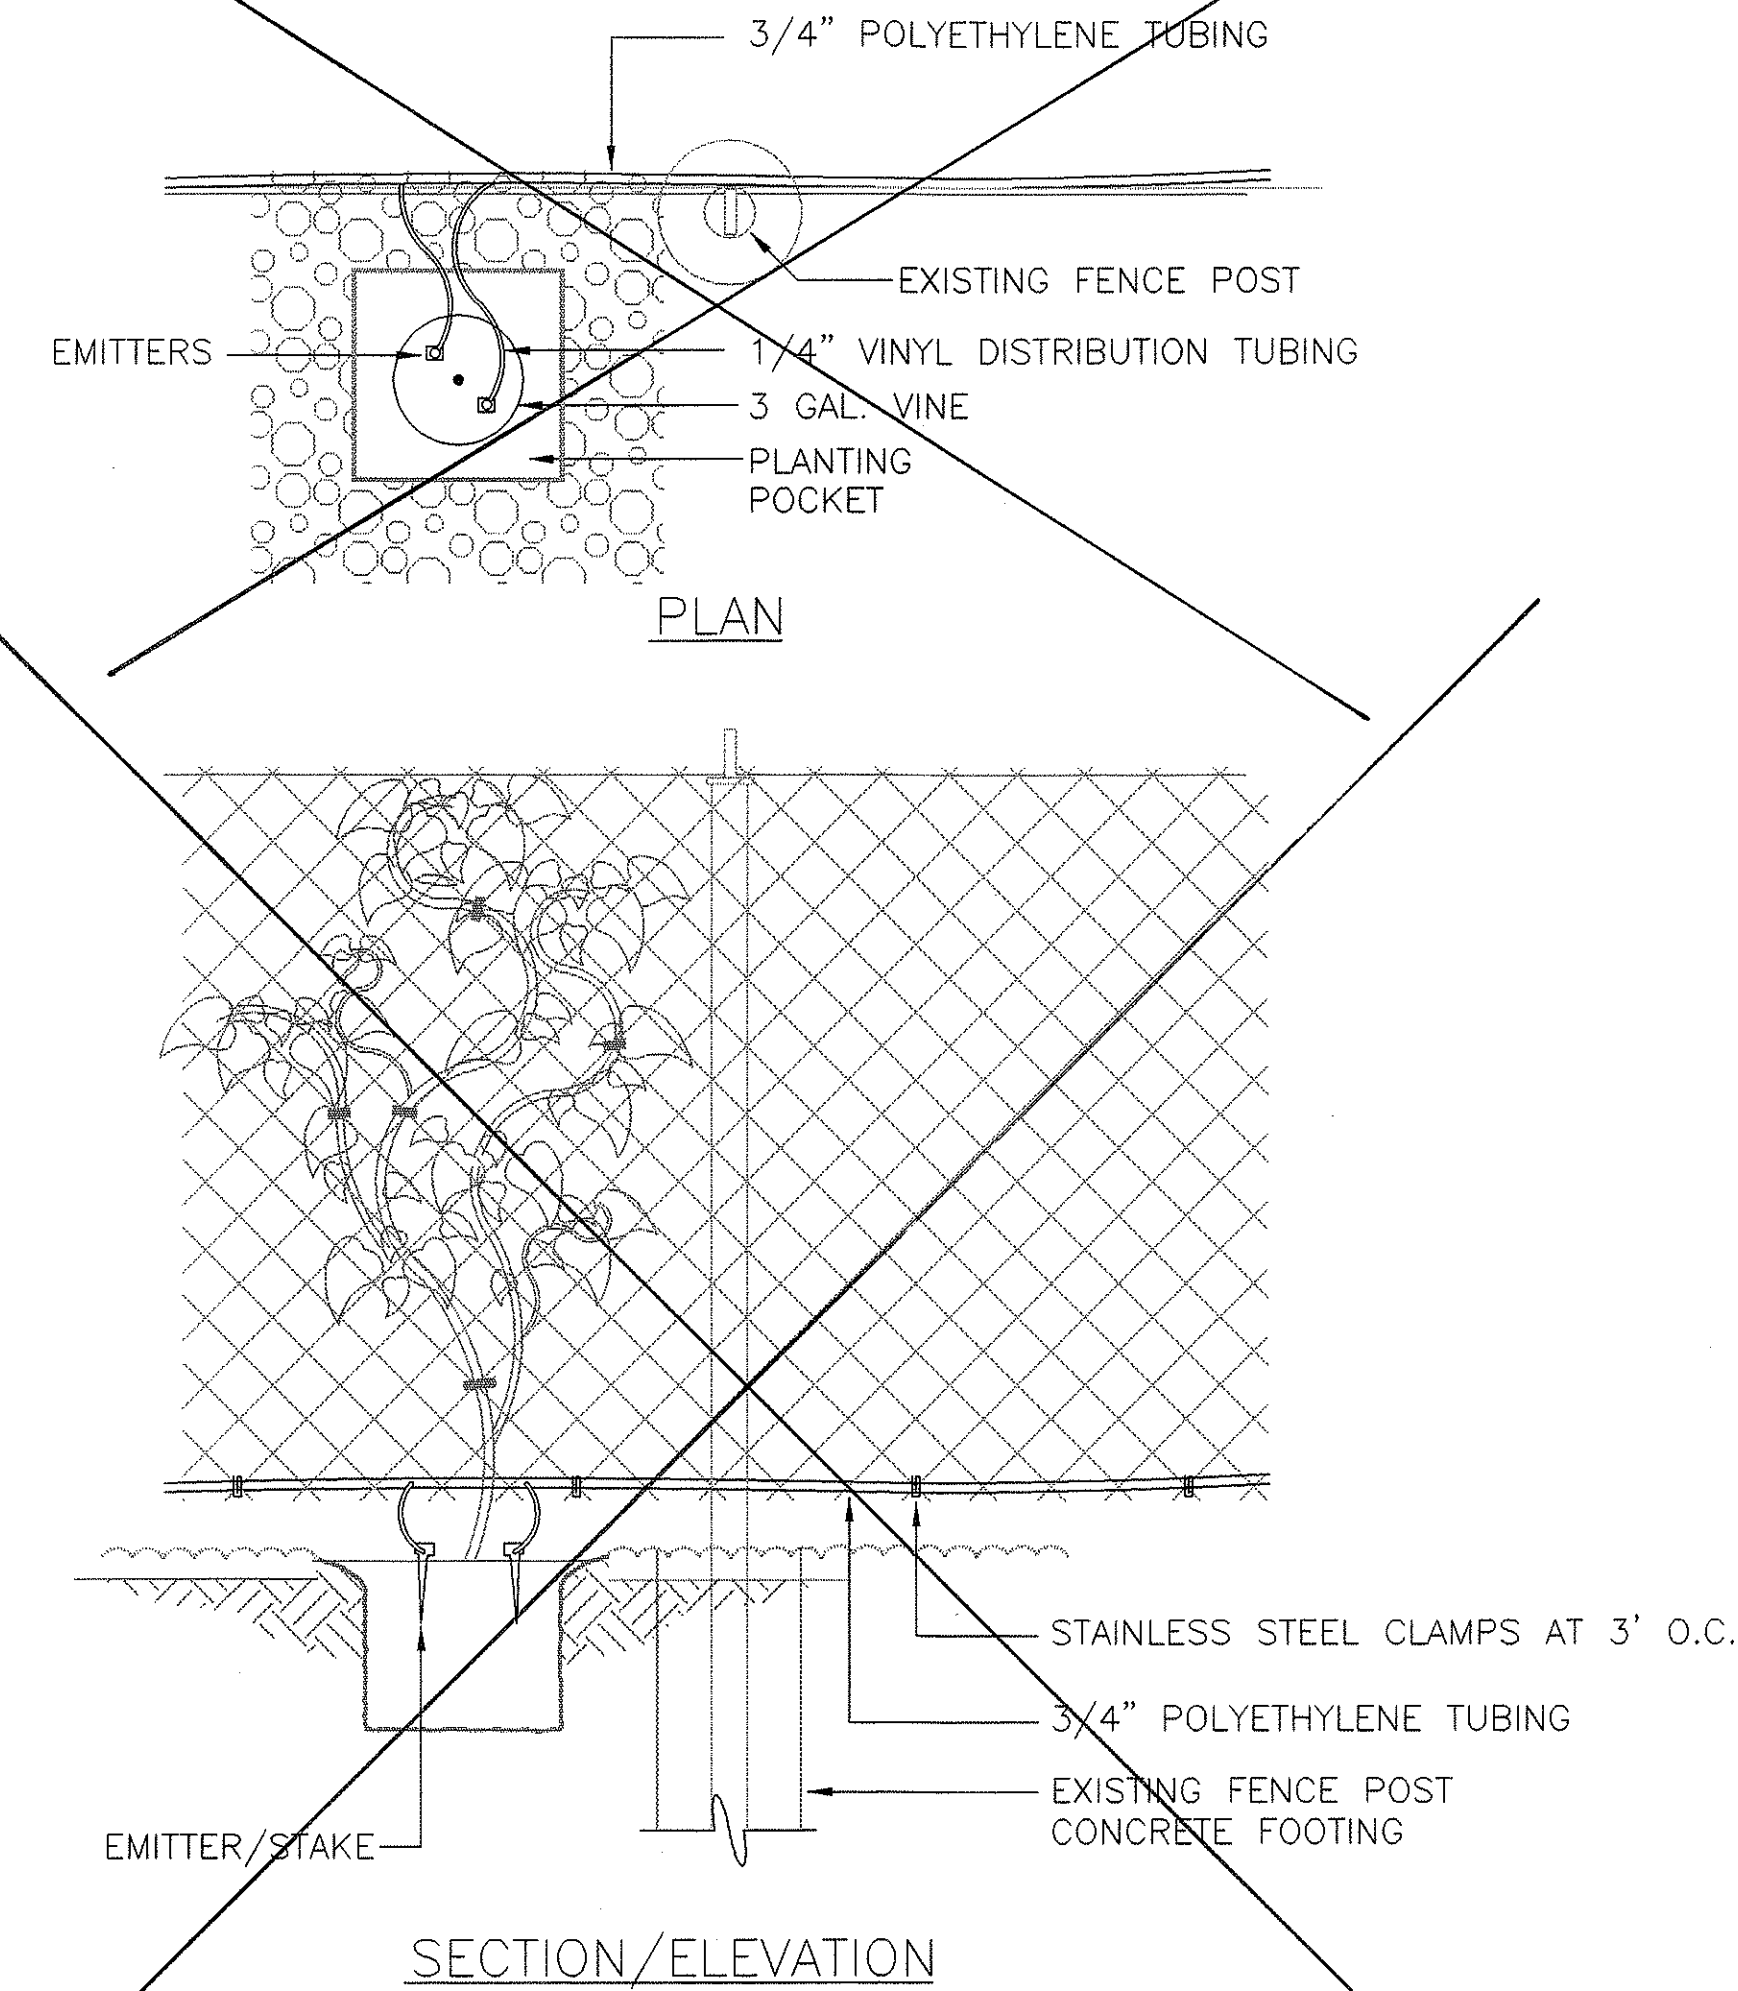 3/4” POLYETHYLENE TUBING
EXISTING FENCE POST
EMITTERS
1/4” VINYL DISTRIBUTION TUBING
3 GAL. VINE
PLANTING
POCKET
PLAN
STAINLESS STEEL CLAMPS AT 3' O.C.
3/4” POLYETHYLENE TUBING
EXISTING FENCE POST
CONCRETE FOOTING
EMITTER/STAKE
SECTION/ELEVATION